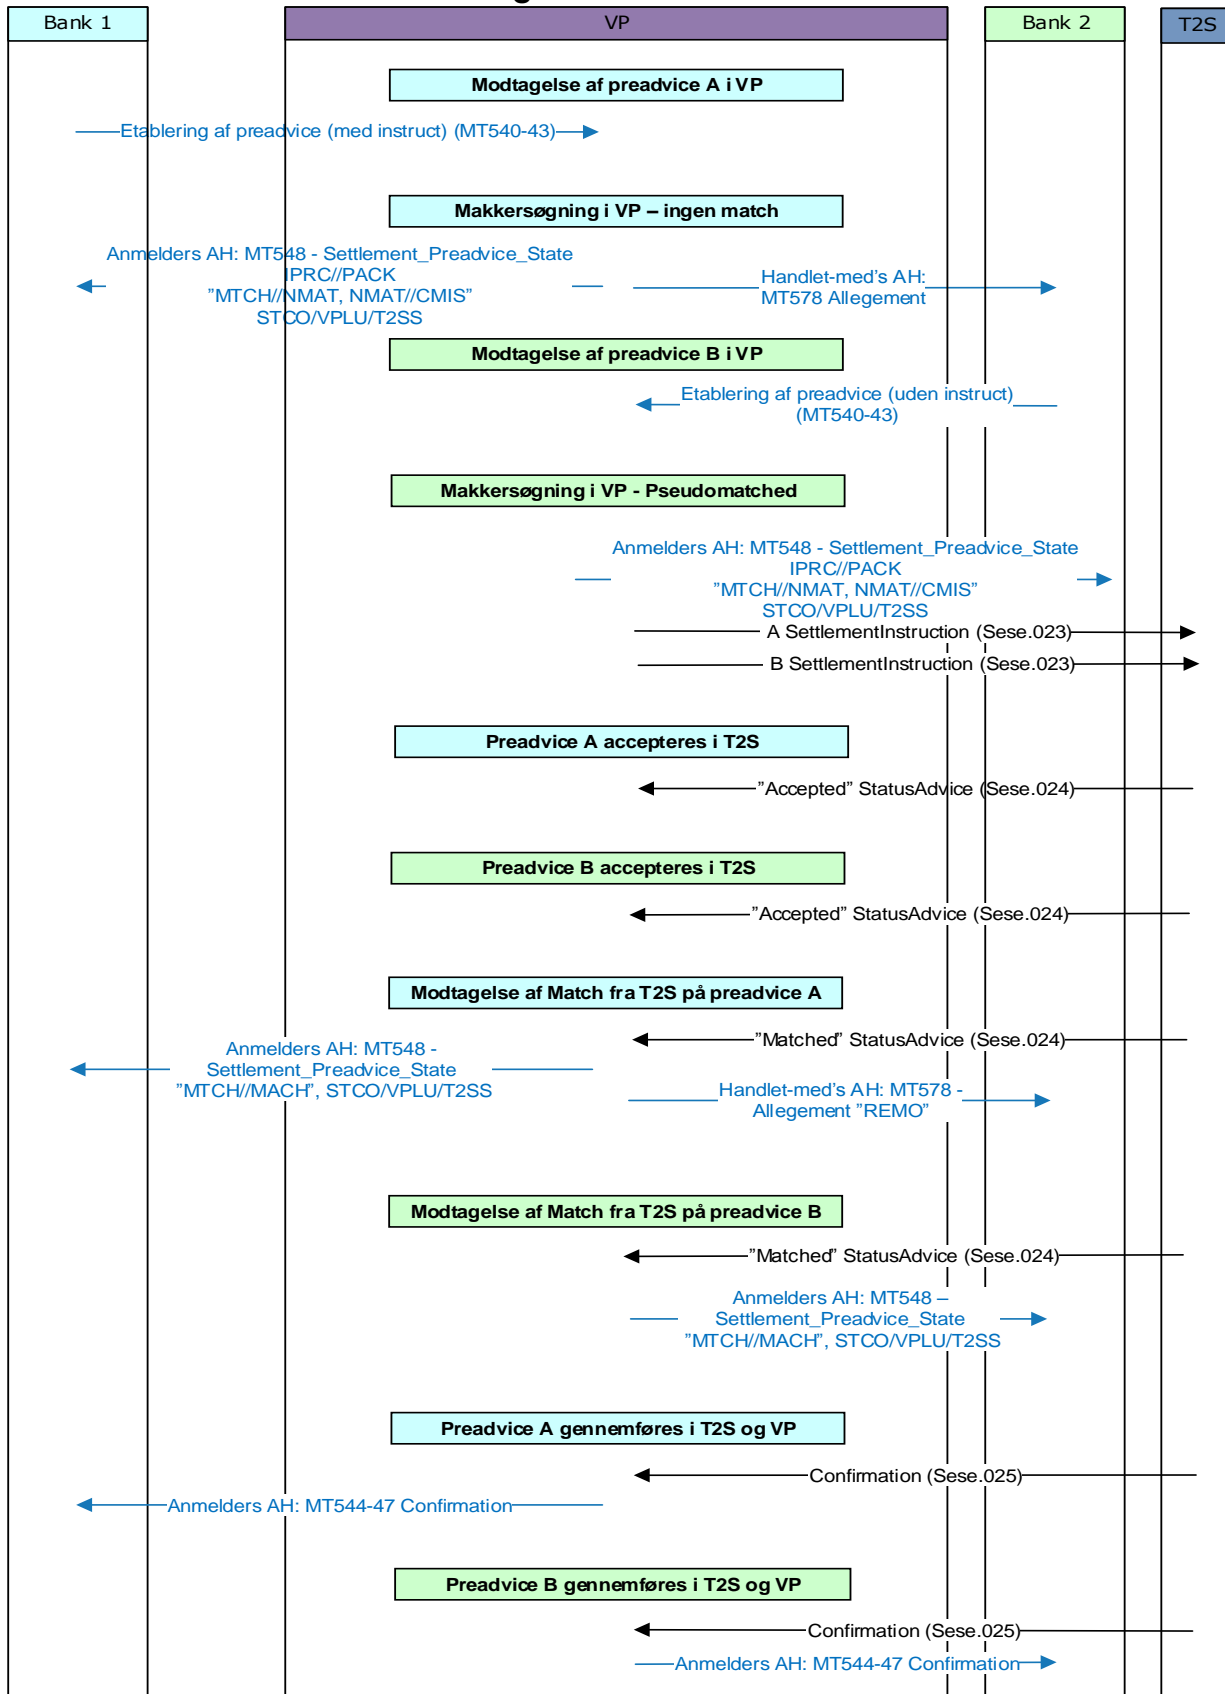 Bank 1
VP
Bank 2
T2S
Modtagelse af preadvice A i VP
Etablering af preadvice (med instruct) (MT540-43)
Makkersøgning i VP – ingen match
Anmelders AH: MT548 - Settlement_Preadvice_State
IPRC//PACK
”MTCH//NMAT, NMAT//CMIS”
STCO/VPLU/T2SS
Handlet-med’s AH:
MT578 Allegement
Modtagelse af preadvice B i VP
Etablering af preadvice (uden instruct)
(MT540-43)
Makkersøgning i VP - Pseudomatched
Anmelders AH: MT548 - Settlement_Preadvice_State
IPRC//PACK
”MTCH//NMAT, NMAT//CMIS”
STCO/VPLU/T2SS
A SettlementInstruction (Sese.023)
B SettlementInstruction (Sese.023)
Preadvice A accepteres i T2S
”Accepted” StatusAdvice (Sese.024)
Preadvice B accepteres i T2S
”Accepted” StatusAdvice (Sese.024)
Modtagelse af Match fra T2S på preadvice A
”Matched” StatusAdvice (Sese.024)
Anmelders AH: MT548 -
Settlement_Preadvice_State
”MTCH//MACH”, STCO/VPLU/T2SS
Handlet-med’s AH: MT578 -
Allegement ”REMO”
Modtagelse af Match fra T2S på preadvice B
”Matched” StatusAdvice (Sese.024)
Anmelders AH: MT548 –
Settlement_Preadvice_State
”MTCH//MACH”, STCO/VPLU/T2SS
Preadvice A gennemføres i T2S og VP
Confirmation (Sese.025)
Anmelders AH: MT544-47 Confirmation
Preadvice B gennemføres i T2S og VP
Confirmation (Sese.025)
Anmelders AH: MT544-47 Confirmation